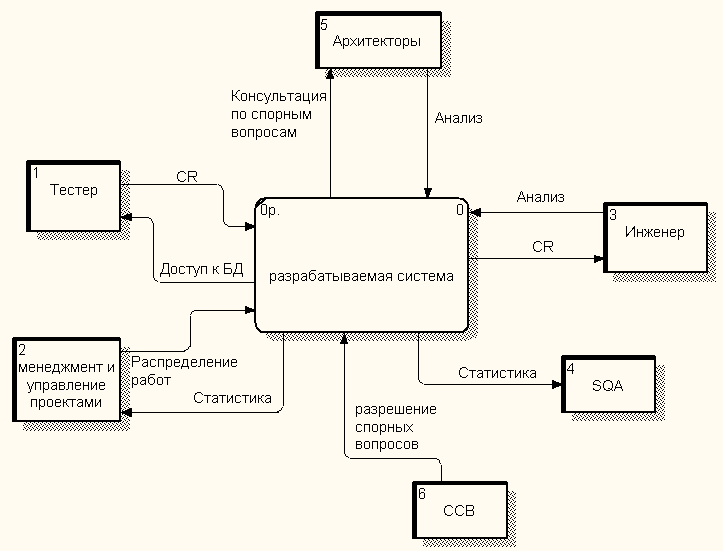 5
Архитекторы
Консультация
по спорным
вопросам
Анализ
1
Тестер
CR
0р.
0
Анализ
3
Инженер
CR
Доступ к БД
разрабатываемая система
2
менеджмент и
управление
проектами
Распределение
работ
Статистика
Статистика
4
SQA
разрешение
спорных
вопросов
6
CCB